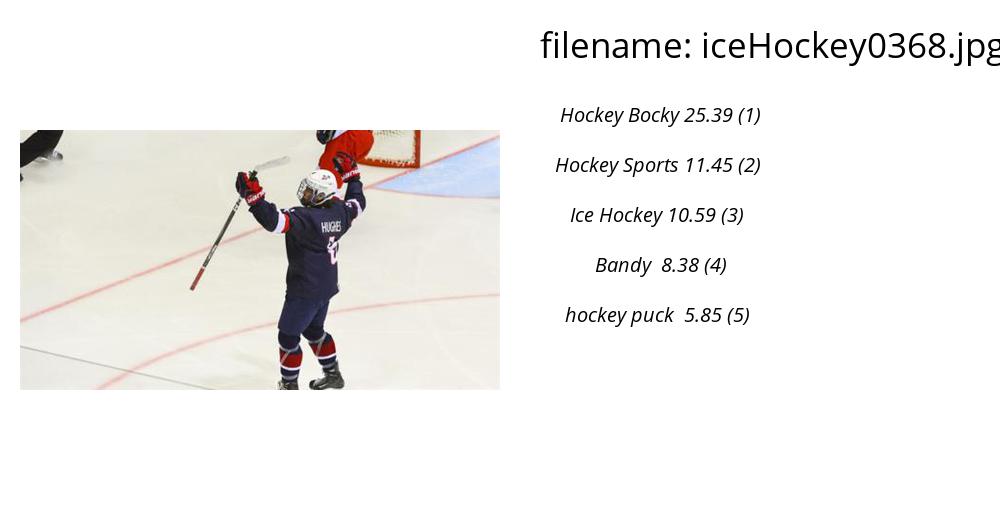 filename: iceHockey0368.jpg
Hockey Bocky 25.39 (1)
Hockey Sports 11.45 (2)
Ice Hockey 10.59 (3)
Bandy 8.38 (4)
hockey puck 5.85 (5)
HUGHES